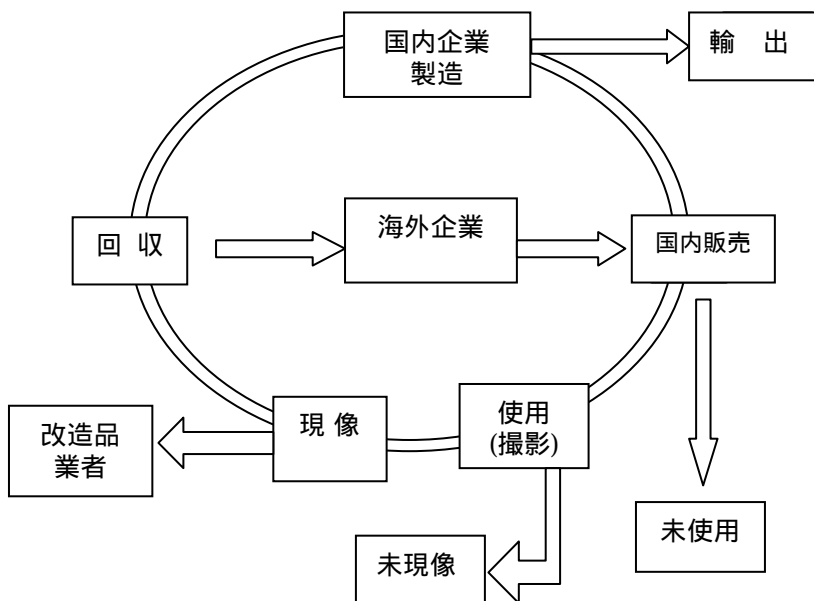 国内企業
製造
輸 出
回 収
海外企業
国内販売
改造品
業者
現 像
使用
(撮影)
未使用
未現像